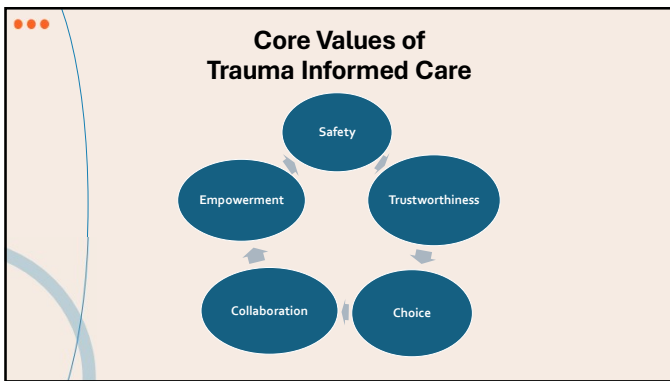 Core Values of
Trauma Informed Care
Safety
Trustworthiness
Choice
Collaboration
Empowerment